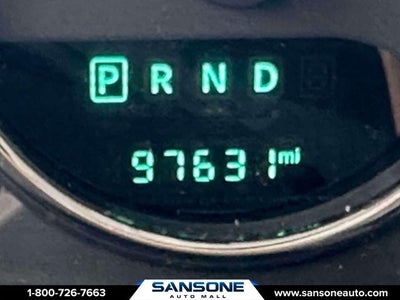 P R N D
97631 mi
1-800-726-7663 SANSONE AUTO MALL www.sansoneauto.com